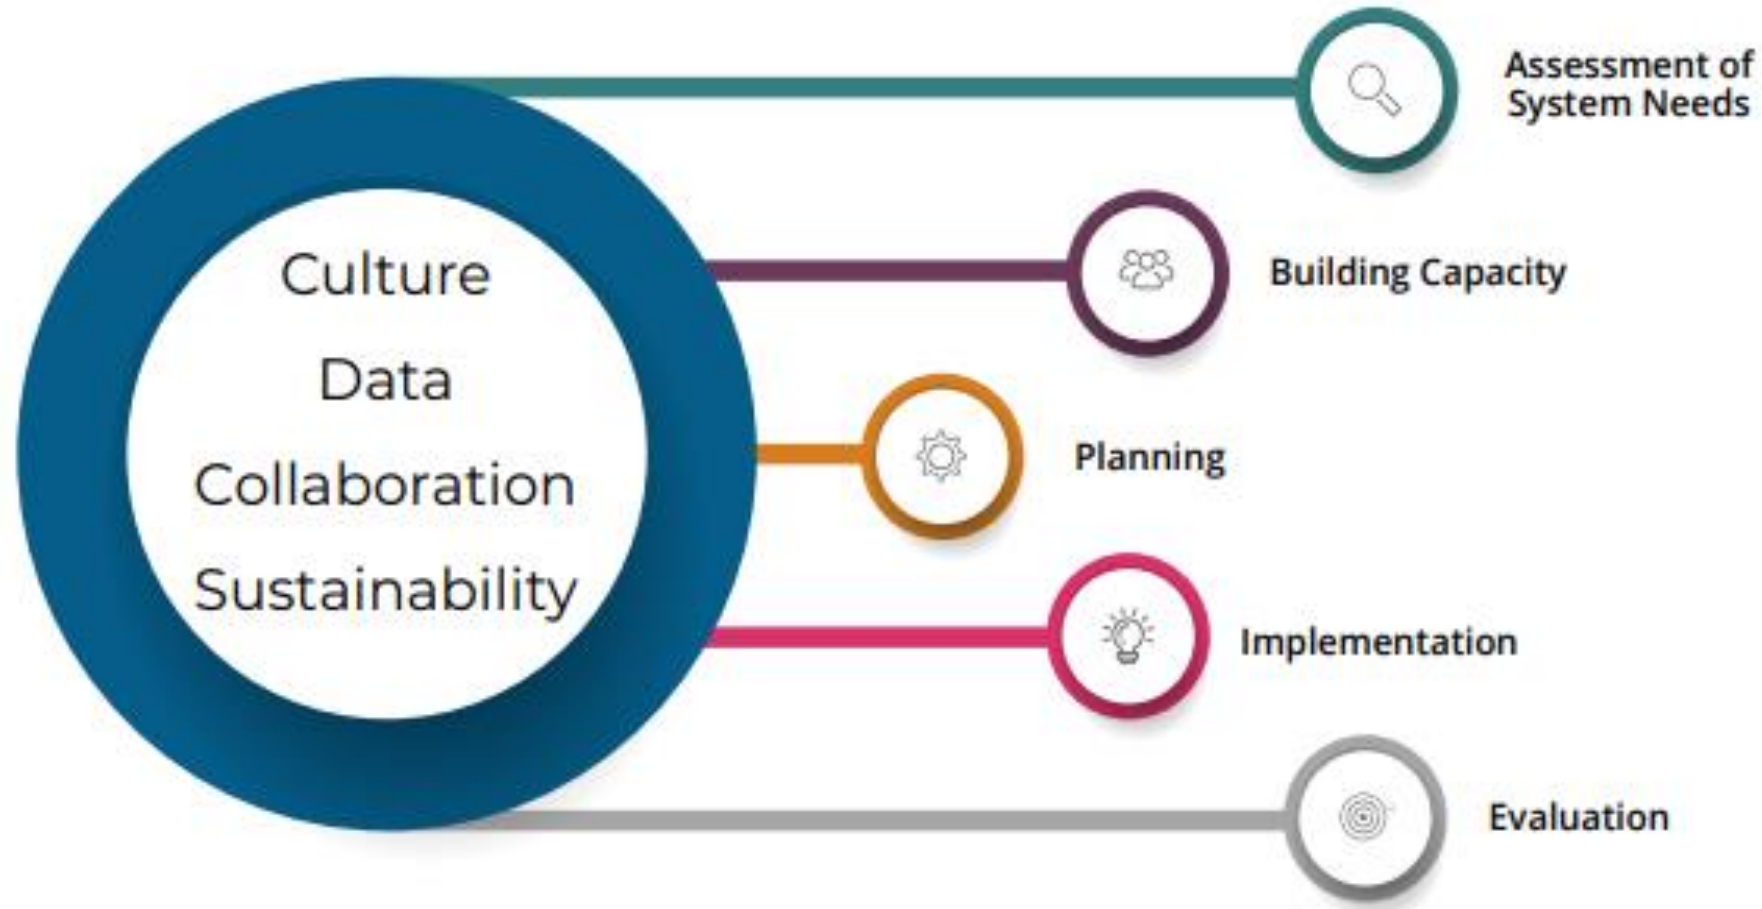 Culture
Data
Collaboration
Sustainability
Assessment of
System Needs
Building Capacity
Planning
Implementation
Evaluation